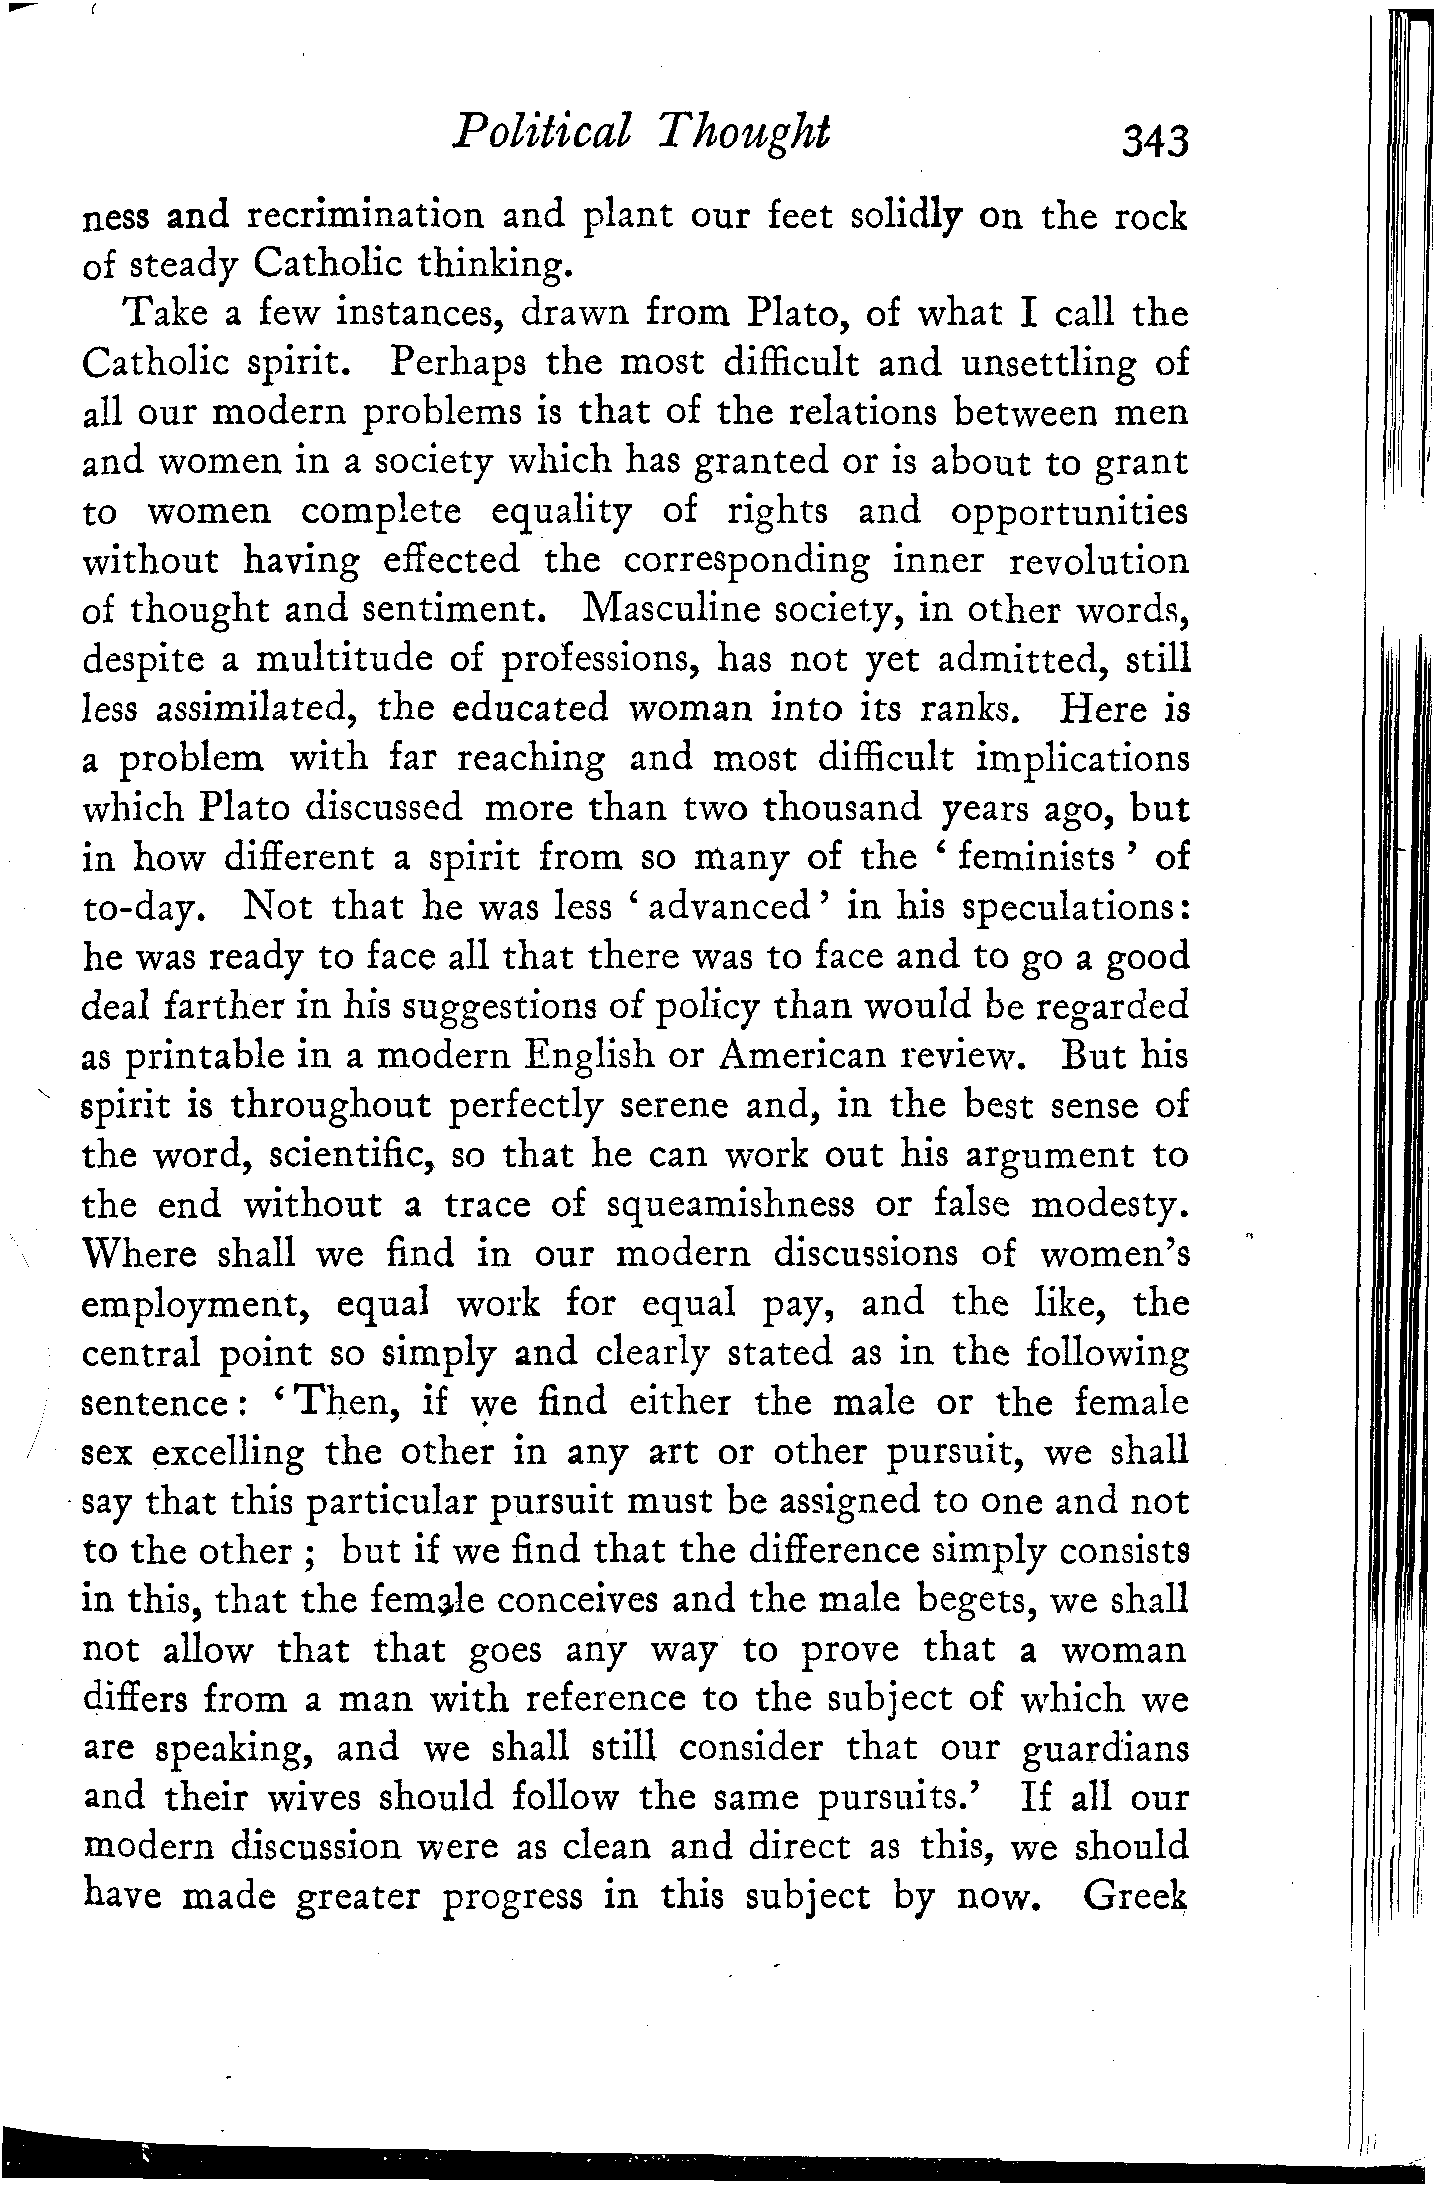 Political Thought 343
ness and recrimination and plant our feet solidly on the rock
of steady Catholic thinking.
Take a few instances, drawn from Plato, of what I call the
Catholic spirit. Perhaps the most difficult and unsettling of
all our modern problems is that of the relations between men
and women in a society which has granted or is about to grant
to women complete equality of rights and opportunities
without having effected the corresponding inner revolution
of thought and sentiment. Masculine society, in other words,
despite a multitude of professions, has not yet admitted, still
less assimilated, the educated woman into its ranks. Here is
a problem with far reaching and most difficult implications
which Plato discussed more than two thousand years ago, but
in how different a spirit from so many of the ‘ feminists ’ of
to-day. Not that he was less ‘ advanced ’ in his speculations:
he was ready to face all that there was to face and to go a good
deal farther in his suggestions of policy than would be regarded
as printable in a modern English or American review. But his
spirit is throughout perfectly serene and, in the best sense of
the word, scientific, so that he can work out his argument to
the end without a trace of squeamishness or false modesty.
Where shall we find in our modern discussions of women’s
employment, equal work for equal pay, and the like, the
central point so simply and clearly stated as in the following
sentence : ‘ Then, if we find either the male or the female
sex excelling the other in any art or other pursuit, we shall
say that this particular pursuit must be assigned to one and not
to the other ; but if we find that the difference simply consists
in this, that the female conceives and the male begets, we shall
not allow that that goes any way to prove that a woman
differs from a man with reference to the subject of which we
are speaking, and we shall still consider that our guardians
and their wives should follow the same pursuits.’ If all our
modern discussion were as clean and direct as this, we should
have made greater progress in this subject by now. Greek